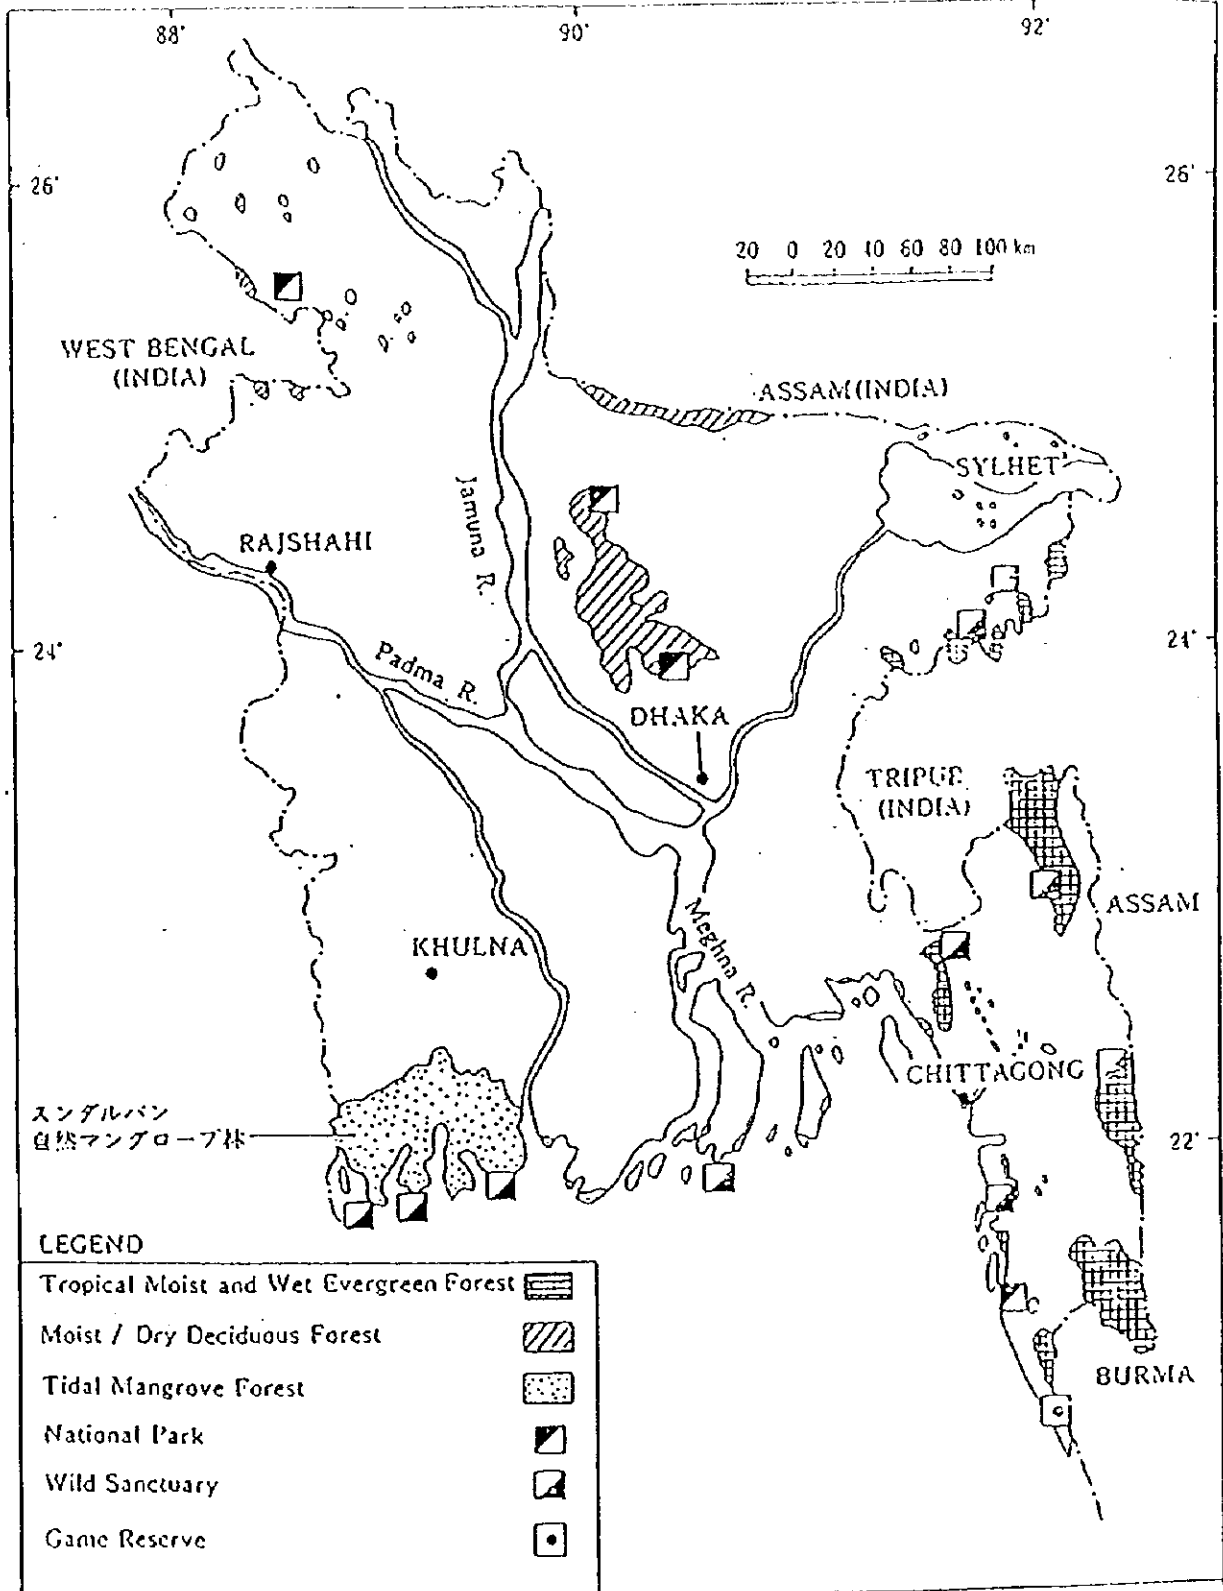 88°
90°
92°
26°
26°
20 0 20 40 60 80 100 km
WEST BENGAL
(INDIA)
ASSAM(INDIA)
SYLHET
Jamuna R.
RAJSHAHI
24°
24°
Padma R.
DHAKA
TRIPUR
(INDIA)
ASSAM
KHULNA
Meghna R.
CHITTAGONG
スンダルバン
自然マングローブ林
22°
BURMA
LEGEND
Tropical Moist and Wet Evergreen Forest
Moist / Dry Deciduous Forest
Tidal Mangrove Forest
National Park
Wild Sanctuary
Game Reserve